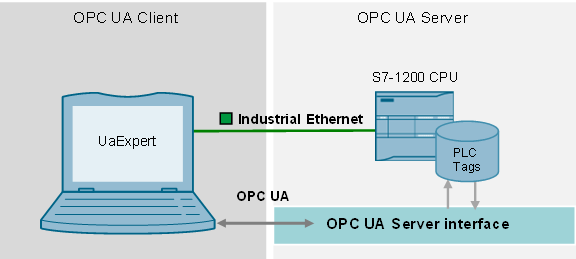 OPC UA Client
OPC UA Server
S7-1200 CPU
UaExpert
Industrial Ethernet
PLC
Tags
OPC UA
OPC UA Server interface